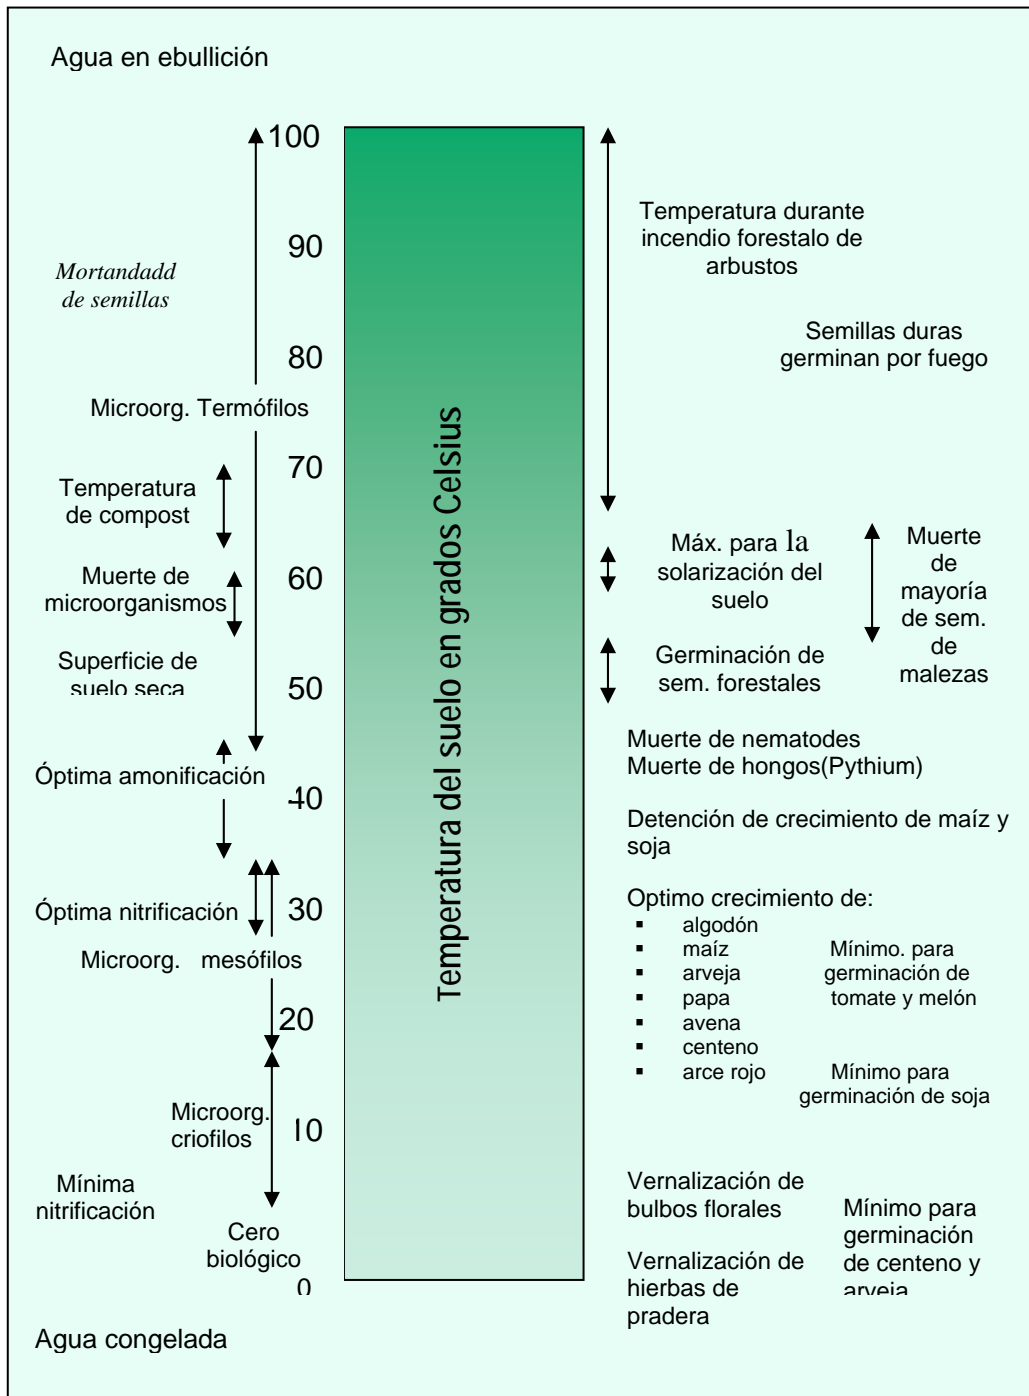 Agua en ebullición
100
90
80
70
60
50
40
30
20
10
0
Mortandadd
de semillas
Microorg. Termófilos
Temperatura
de compost
Muerte de
microorganismos
Superficie de
suelo seca
Óptima amonificación
Óptima nitrificación
Microorg. mesófilos
Microorg.
criofilos
Mínima
nitrificación
Cero
biológico
Agua congelada
Temperatura del suelo en grados Celsius
Temperatura durante
incendio forestalo de
arbustos
Semillas duras
germinan por fuego
Máx. para la
solarización del
suelo
Muerte
de
mayoría
de sem.
de
malezas
Germinación de
sem. forestales
Muerte de nematodes
Muerte de hongos(Pythium)
Detención de crecimiento de maíz y
soja
Optimo crecimiento de:
▪ algodón
▪ maíz
▪ arveja
▪ papa
▪ avena
▪ centeno
▪ arce rojo
Mínimo. para
germinación de
tomate y melón
Mínimo para
germinación de soja
Vernalización de
bulbos florales
Vernalización de
hierbas de
pradera
Mínimo para
germinación
de centeno y
arveja